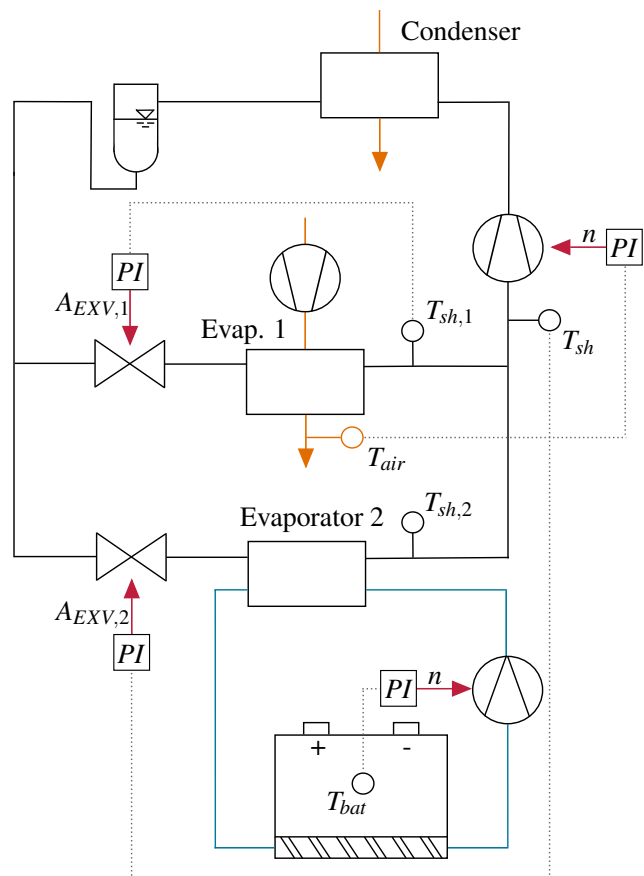 Condenser
n
PI
PI
A_{EXV,1}
Evap. 1
T_{sh,1}
T_{sh}
T_{air}
Evaporator 2
T_{sh,2}
A_{EXV,2}
PI
PI
n
+
-
T_{bat}